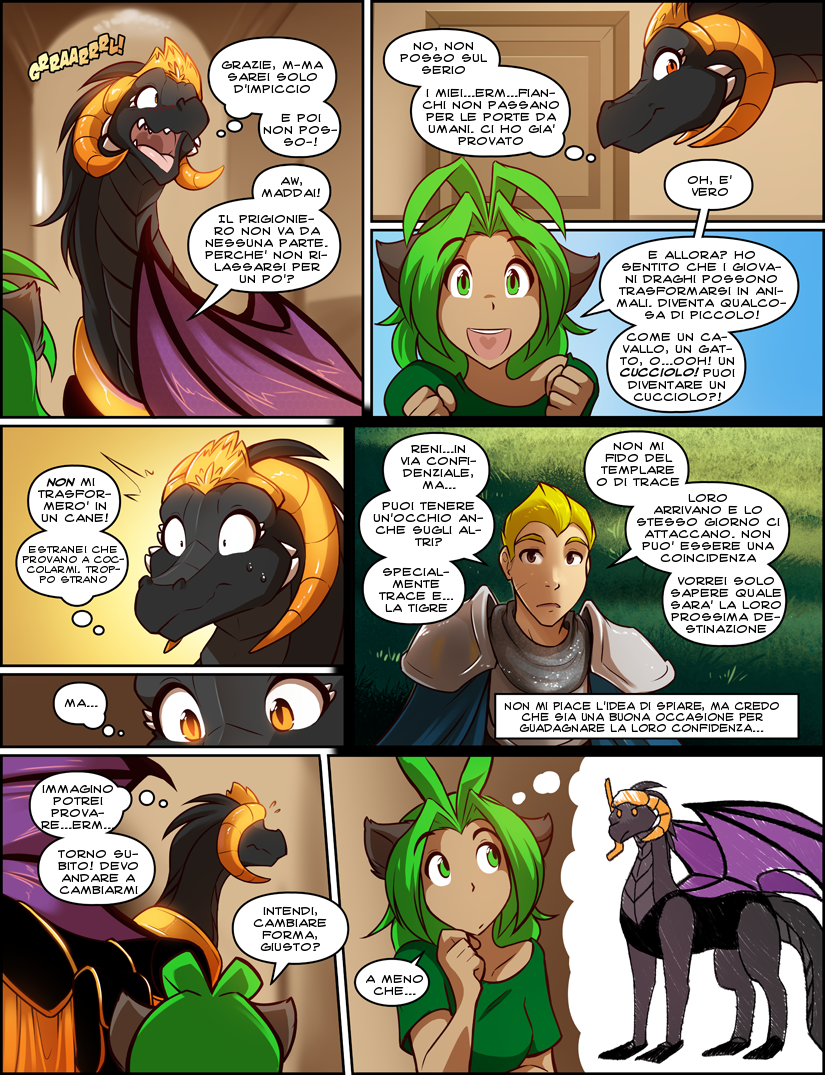 GRRAARRRL!
GRAZIE, M-MA
SAREI SOLO
D'IMPICCIO
E POI
NON POS-
SO-!
AW,
MADDAI!
IL PRIGIONIE-
RO NON VA DA
NESSUNA PARTE.
PERCHE' NON RI-
LASSARSI PER
UN PO'?
NO, NON
POSSO SUL
SERIO
I MIEI...ERM...FIAN-
CHI NON PASSANO
PER LE PORTE DA
UMANI. CI HO GIA'
PROVATO
OH, E'
VERO
E ALLORA? HO
SENTITO CHE I GIOVA-
NI DRAGHI POSSONO
TRASFORMARSI IN ANI-
MALI. DIVENTA QUALCO-
SA DI PICCOLO!
COME UN CA-
VALLO, UN GAT-
TO, O...OOH! UN
CUCCIOLO! PUOI
DIVENTARE UN
CUCCIOLO?!
NON MI
TRASFOR-
MERO' IN
UN CANE!
ESTRANEI CHE
PROVANO A COC-
COLARMI. TROP-
PO STRANO
MA...
RENI...IN
VIA CONFI-
DENZIALE,
MA...
PUOI TENERE
UN'OCCHIO AN-
CHE SUGLI AL-
TRI?
SPECIAL-
MENTE
TRACE E...
LA TIGRE
NON MI
FIDO DEL
TEMPLARE
O DI TRACE
LORO
ARRIVANO E LO
STESSO GIORNO CI
ATTACCANO. NON
PUO' ESSERE UNA
COINCIDENZA
VORREI SOLO
SAPERE QUALE
SARA' LA LORO
PROSSIMA DE-
STINAZIONE
NON MI PIACE L'IDEA DI SPIARE, MA CREDO
CHE SIA UNA BUONA OCCASIONE PER
GUADAGNARE LA LORO CONFIDENZA...
IMMAGINO
POTREI
PROVA-
RE...ERM...
TORNO SU-
BITO! DEVO
ANDARE A
CAMBIARMI
INTENDI,
CAMBIARE
FORMA,
GIUSTO?
A MENO
CHE...